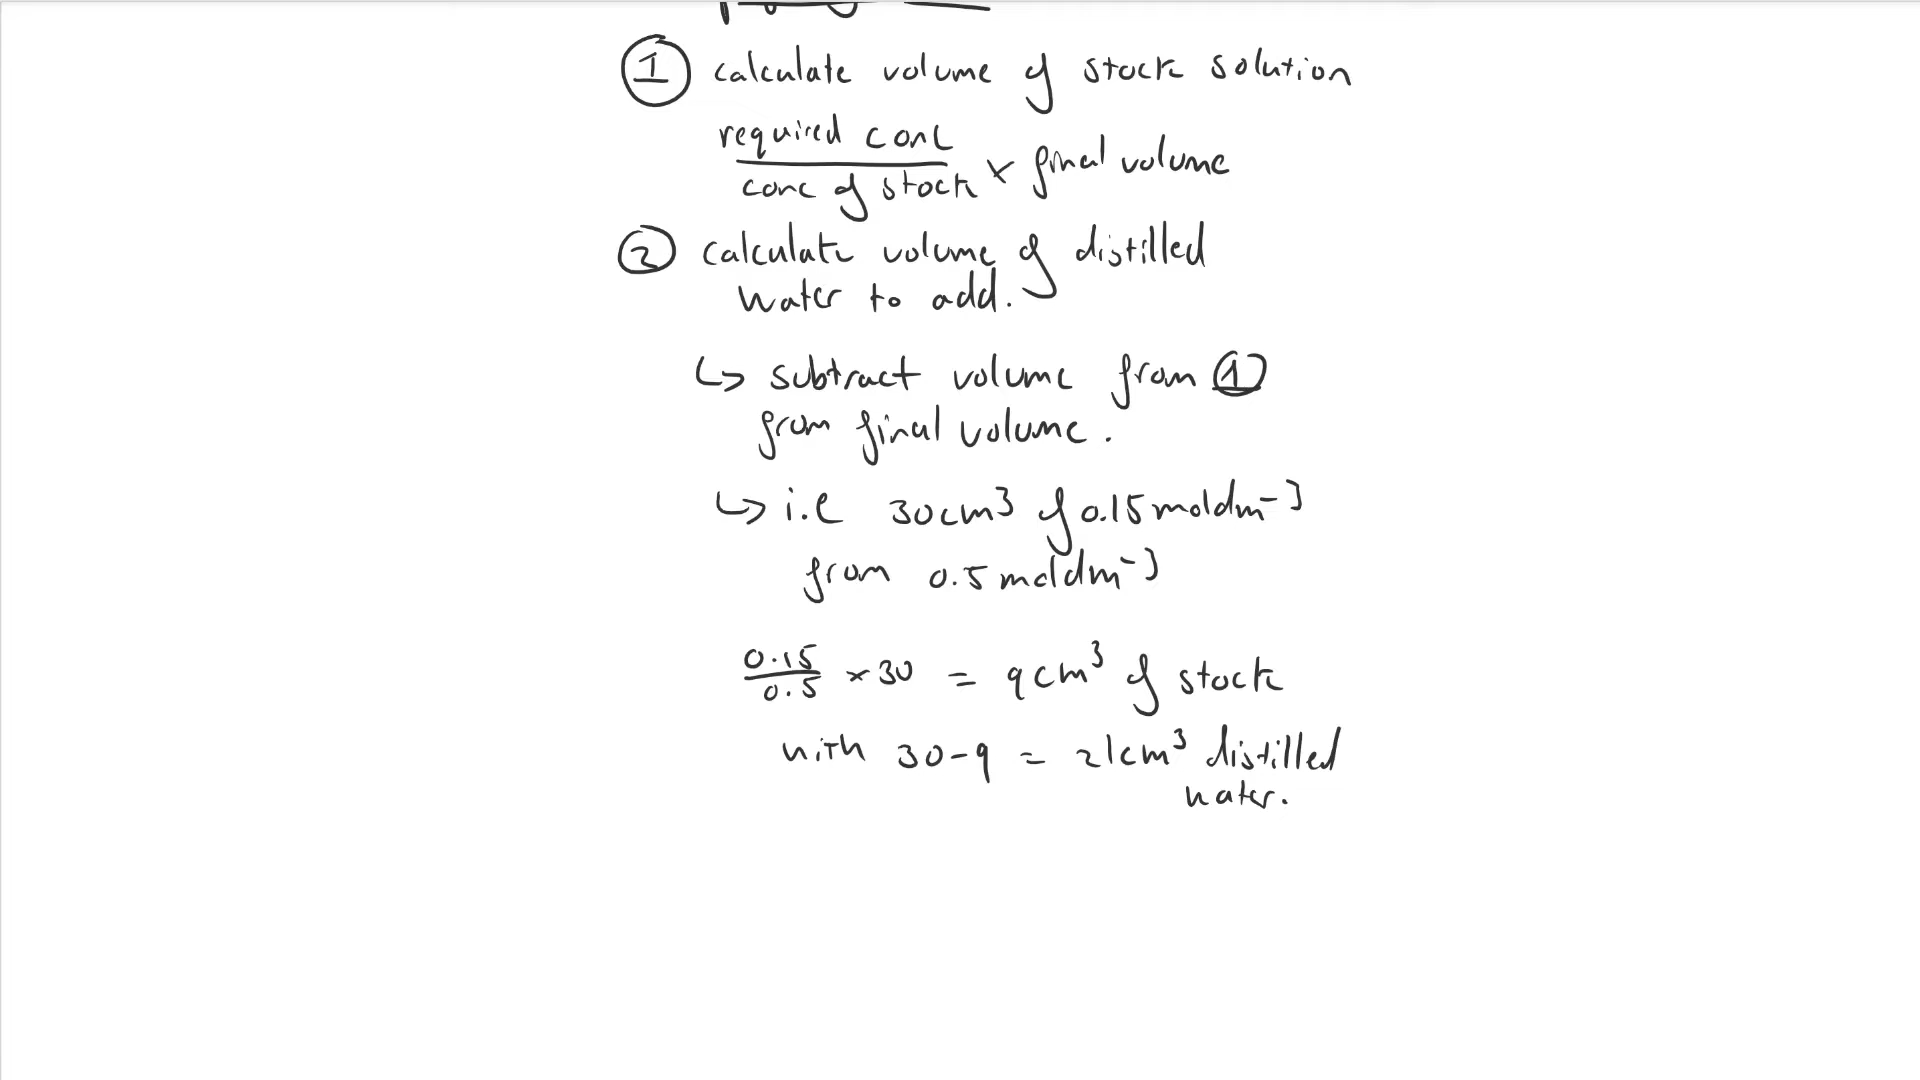 ① calculate volume of stock solution
required conc
conc of stock × final volume
② calculate volume of distilled
water to add.
↳ subtract volume from ①
from final volume.
↳ i.e 30cm³ of 0.15moldm⁻³
from 0.5moldm⁻³
0.15
0.5 × 30 = 9cm³ of stock
with 30-9 = 21cm³ distilled
water.